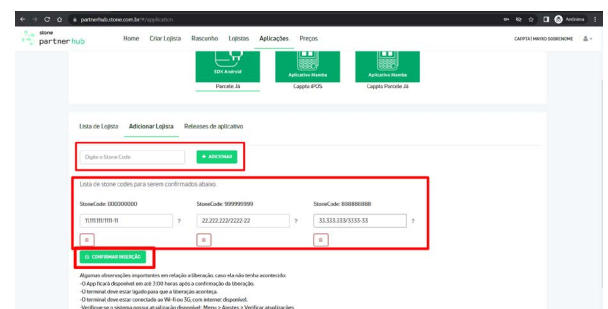 partnerhub.stone.com.br/#/application
Anônima
stone
partner hub
Home Criar Lojista Rascunho Lojistas Aplicações Preços
CAPPTA | MAYKO SOBRENOME
SDK Android
Aplicativo Mamba
Aplicativo Mamba
Parcele Já
Cappta iPOS
Cappta Parcele Já
Lista de Lojista Adicionar Lojista Releases de aplicativo
Digite o Stone Code
+ ADICIONAR
Lista de stone codes para serem confirmados abaixo.
StoneCode: 000000000 StoneCode: 999999999 StoneCode: 888888888
11.111.111/1111-11 ? 22.222.222/2222-22 ? 33.333.333/3333-33 ?
CONFIRMAR INSERÇÃO
Algumas observações importantes em relação a liberação, caso ela não tenha acontecido:
-O App ficará disponível em até 3:00 horas após a confirmação da liberação.
-O terminal deve estar ligado para que a liberação aconteça.
-O terminal deve estar conectado ao Wi-fi ou 3G, com internet disponível.
-Verifique se o sistema possui atualização disponível: Menu > Ajustes > Verificar atualizações.